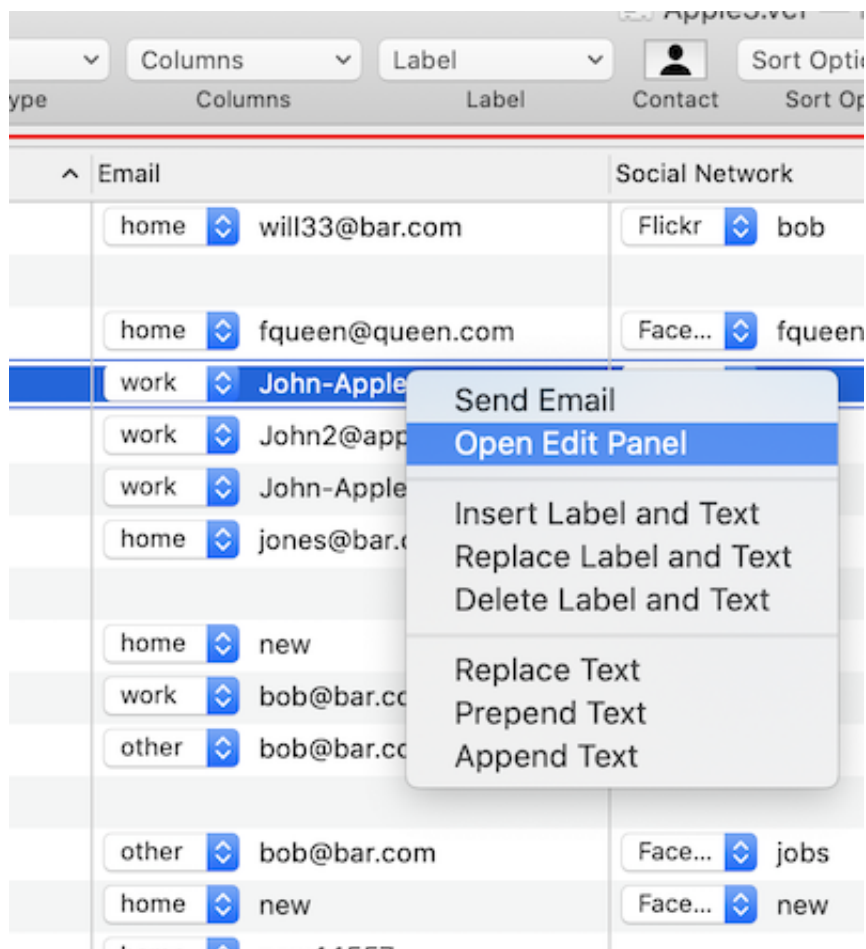 Apple3.vcf —
Columns Label Sort Optio
ype Columns Label Contact Sort Op
Email Social Network
home will33@bar.com Flickr bob
home fqueen@queen.com Face... fqueen
work John-Apple
Send Email
work John2@app
Open Edit Panel
work John-Apple
Insert Label and Text
home jones@bar.c
Replace Label and Text
Delete Label and Text
home new
Replace Text
work bob@bar.co
Prepend Text
other bob@bar.co
Append Text
other bob@bar.com Face... jobs
home new Face... new